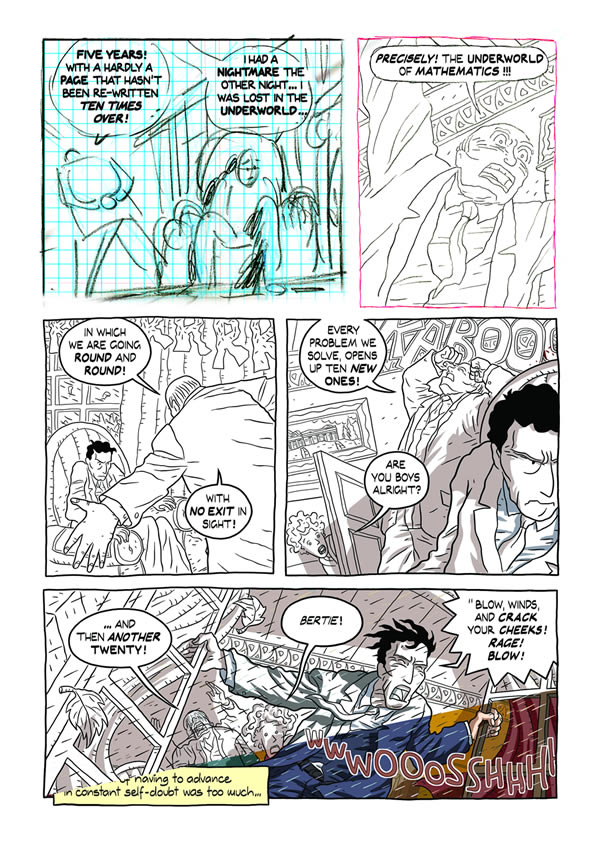 FIVE YEARS!
WITH A HARDLY A
PAGE THAT HASN'T
BEEN RE-WRITTEN
TEN TIMES
OVER!
I HAD A
NIGHTMARE THE
OTHER NIGHT... I
WAS LOST IN THE
UNDERWORLD...
PRECISELY! THE UNDERWORLD
OF MATHEMATICS !!!
IN WHICH
WE ARE GOING
ROUND AND
ROUND!
WITH
NO EXIT IN
SIGHT!
EVERY
PROBLEM WE
SOLVE, OPENS
UP TEN NEW
ONES!
TABOO
ARE
YOU BOYS
ALRIGHT?
... AND
THEN ANOTHER
TWENTY!
BERTIE!
"BLOW, WINDS,
AND CRACK
YOUR CHEEKS!
RAGE!
BLOW!
WWWOOOSSHHH!
having to advance
in constant self-doubt was too much...